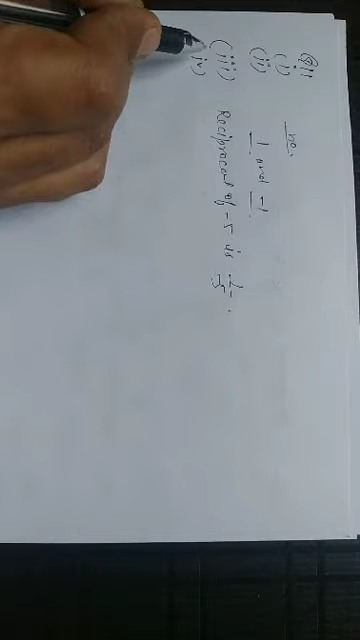 Q11
(i) no.
(ii) 1 and -1
(iii) Reciprocal of -5 is 1/-5.
iv)